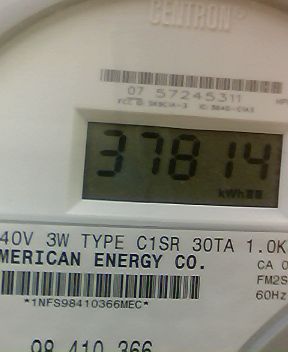 CENTRON®
07 57245311
37814
kWh
40V 3W TYPE C1SR 30TA 1.0K
MERICAN ENERGY CO.
CA 0
FM2S
60Hz
*1NFS98410366MEC*
98 410 366